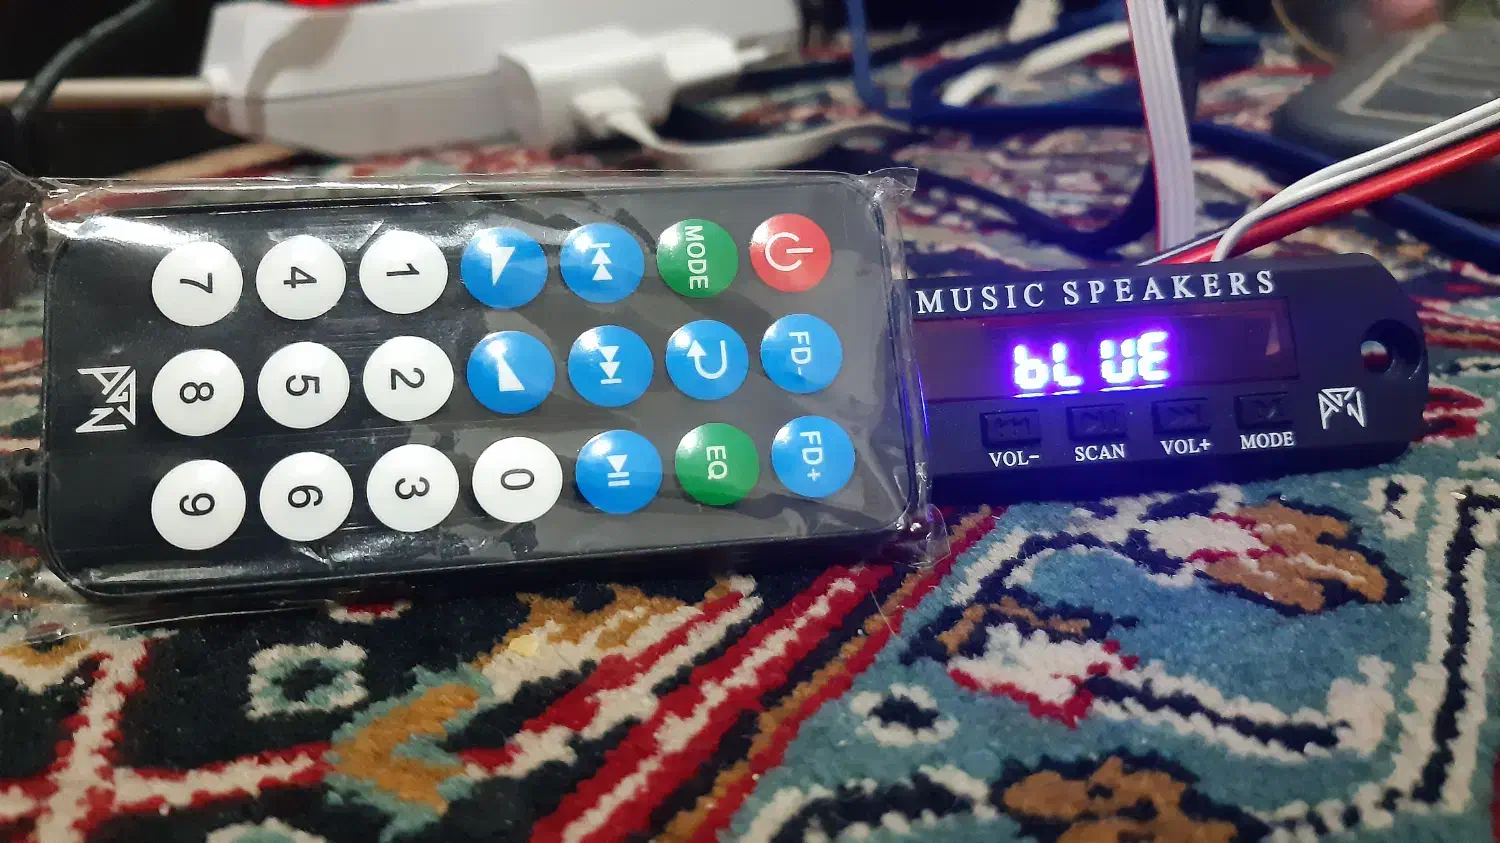 MODE
FD-
EQ
FD+
1
2
3
0
4
5
6
7
8
9
MUSIC SPEAKERS
bLUE
VOL- SCAN VOL+ MODE